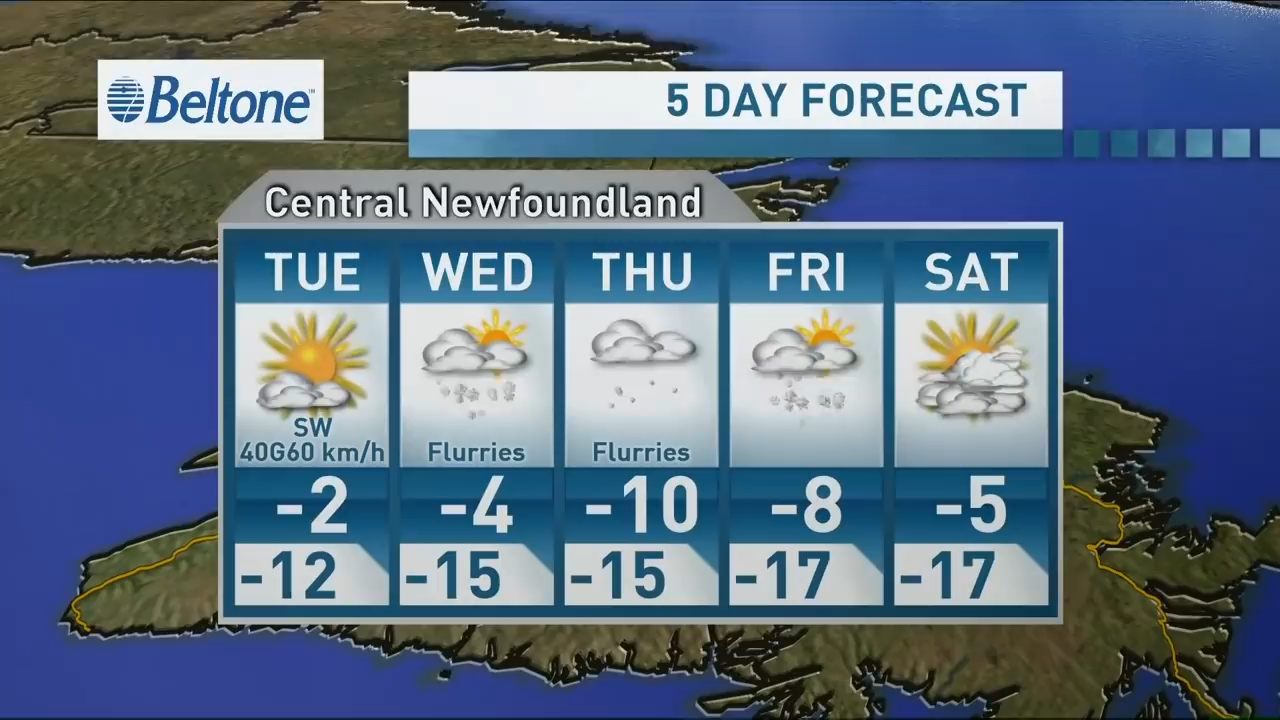 Beltone™
5 DAY FORECAST
Central Newfoundland
TUE WED THU FRI SAT
SW
40G60 km/h Flurries Flurries
-2 -4 -10 -8 -5
-12 -15 -15 -17 -17